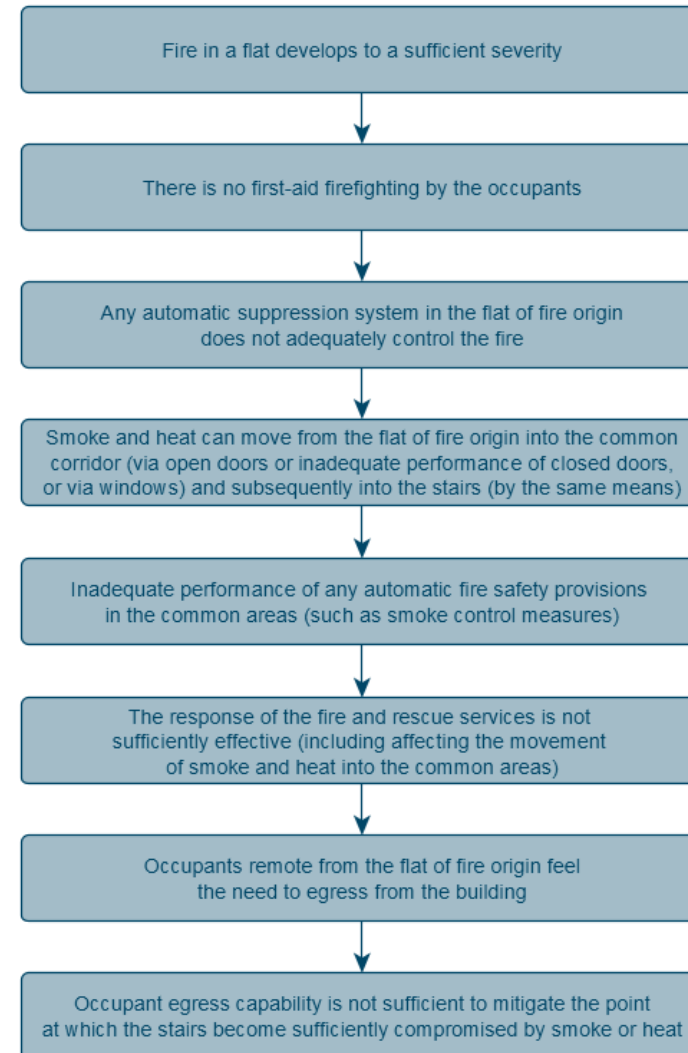 Fire in a flat develops to a sufficient severity
There is no first-aid firefighting by the occupants
Any automatic suppression system in the flat of fire origin
does not adequately control the fire
Smoke and heat can move from the flat of fire origin into the common
corridor (via open doors or inadequate performance of closed doors,
or via windows) and subsequently into the stairs (by the same means)
Inadequate performance of any automatic fire safety provisions
in the common areas (such as smoke control measures)
The response of the fire and rescue services is not
sufficiently effective (including affecting the movement
of smoke and heat into the common areas)
Occupants remote from the flat of fire origin feel
the need to egress from the building
Occupant egress capability is not sufficient to mitigate the point
at which the stairs become sufficiently compromised by smoke or heat